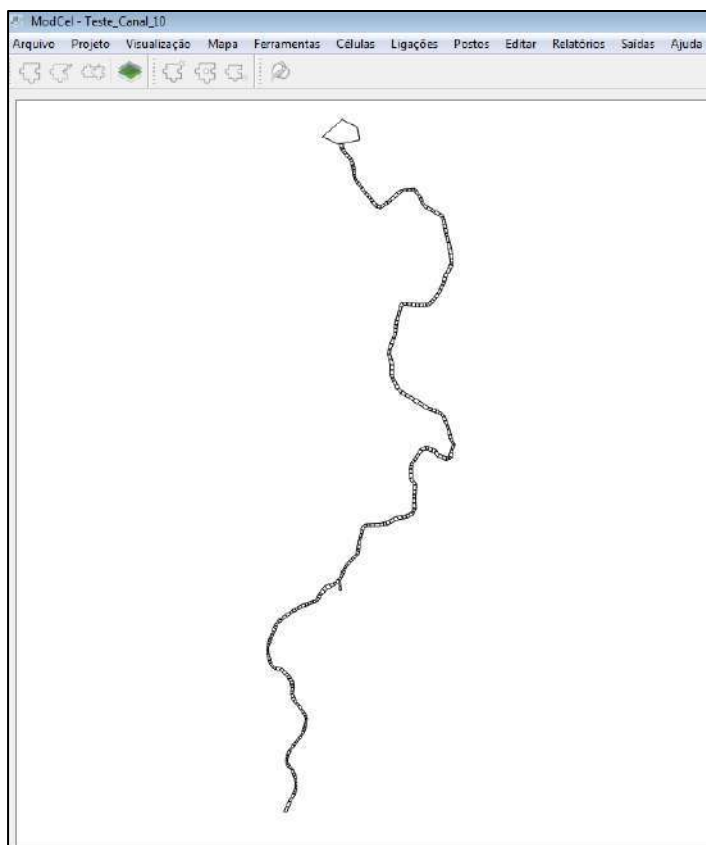 ModCel - Teste_Canal_10
Arquivo Projeto Visualização Mapa Ferramentas Células Ligações Postos Editar Relatórios Saídas Ajuda